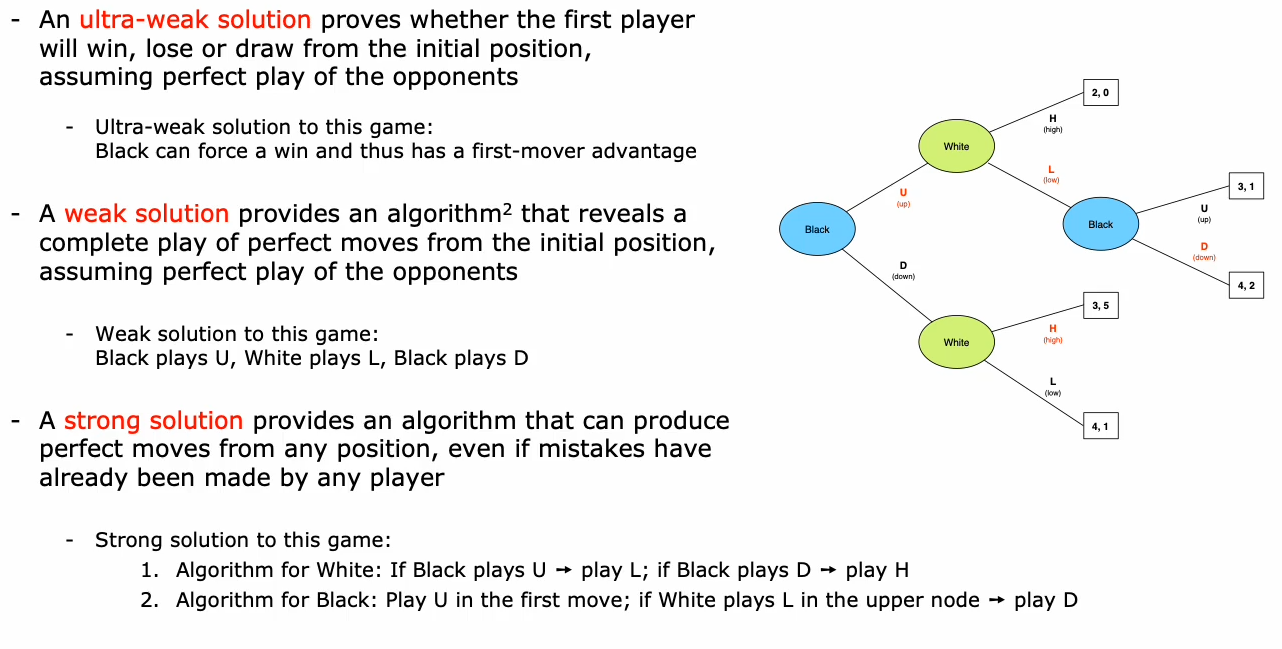 - An ultra-weak solution proves whether the first player
will win, lose or draw from the initial position,
assuming perfect play of the opponents
- Ultra-weak solution to this game:
Black can force a win and thus has a first-mover advantage
- A weak solution provides an algorithm² that reveals a
complete play of perfect moves from the initial position,
assuming perfect play of the opponents
- Weak solution to this game:
Black plays U, White plays L, Black plays D
- A strong solution provides an algorithm that can produce
perfect moves from any position, even if mistakes have
already been made by any player
- Strong solution to this game:
1. Algorithm for White: If Black plays U → play L; if Black plays D → play H
2. Algorithm for Black: Play U in the first move; if White plays L in the upper node → play D
2, 0
H
(high)
White
L
(low)
3, 1
U
(up)
U
(up)
Black
Black
D
(down)
D
(down)
4, 2
3, 5
H
(high)
White
L
(low)
4, 1